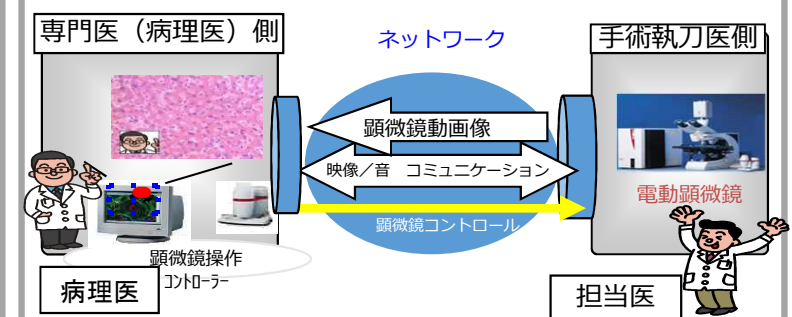 専門医（病理医）側
ネットワーク
手術執刀医側
顕微鏡動画像
映像／音　コミュニケーション
電動顕微鏡
顕微鏡コントロール
顕微鏡操作
ｺﾝﾄﾛｰﾗｰ
病理医
担当医